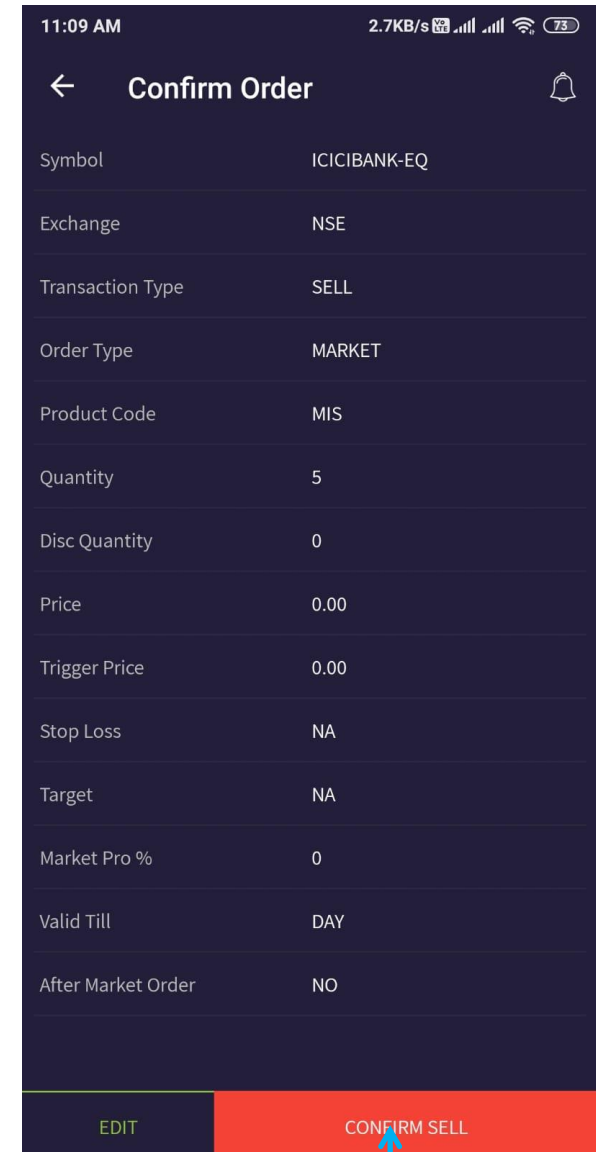 11:09 AM 2.7KB/s Vo LTE 73
Confirm Order
Symbol ICICIBANK-EQ
Exchange NSE
Transaction Type SELL
Order Type MARKET
Product Code MIS
Quantity 5
Disc Quantity 0
Price 0.00
Trigger Price 0.00
Stop Loss NA
Target NA
Market Pro % 0
Valid Till DAY
After Market Order NO
EDIT CONFIRM SELL